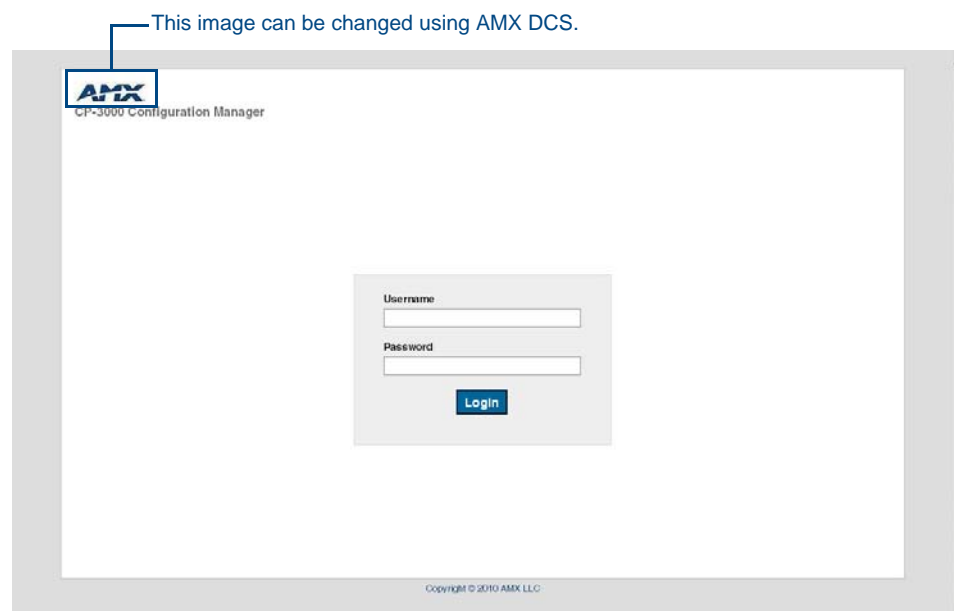 This image can be changed using AMX DCS.
AMX
CP-3000 Configuration Manager
Username
Password
Login
Copyright © 2010 AMX LLC